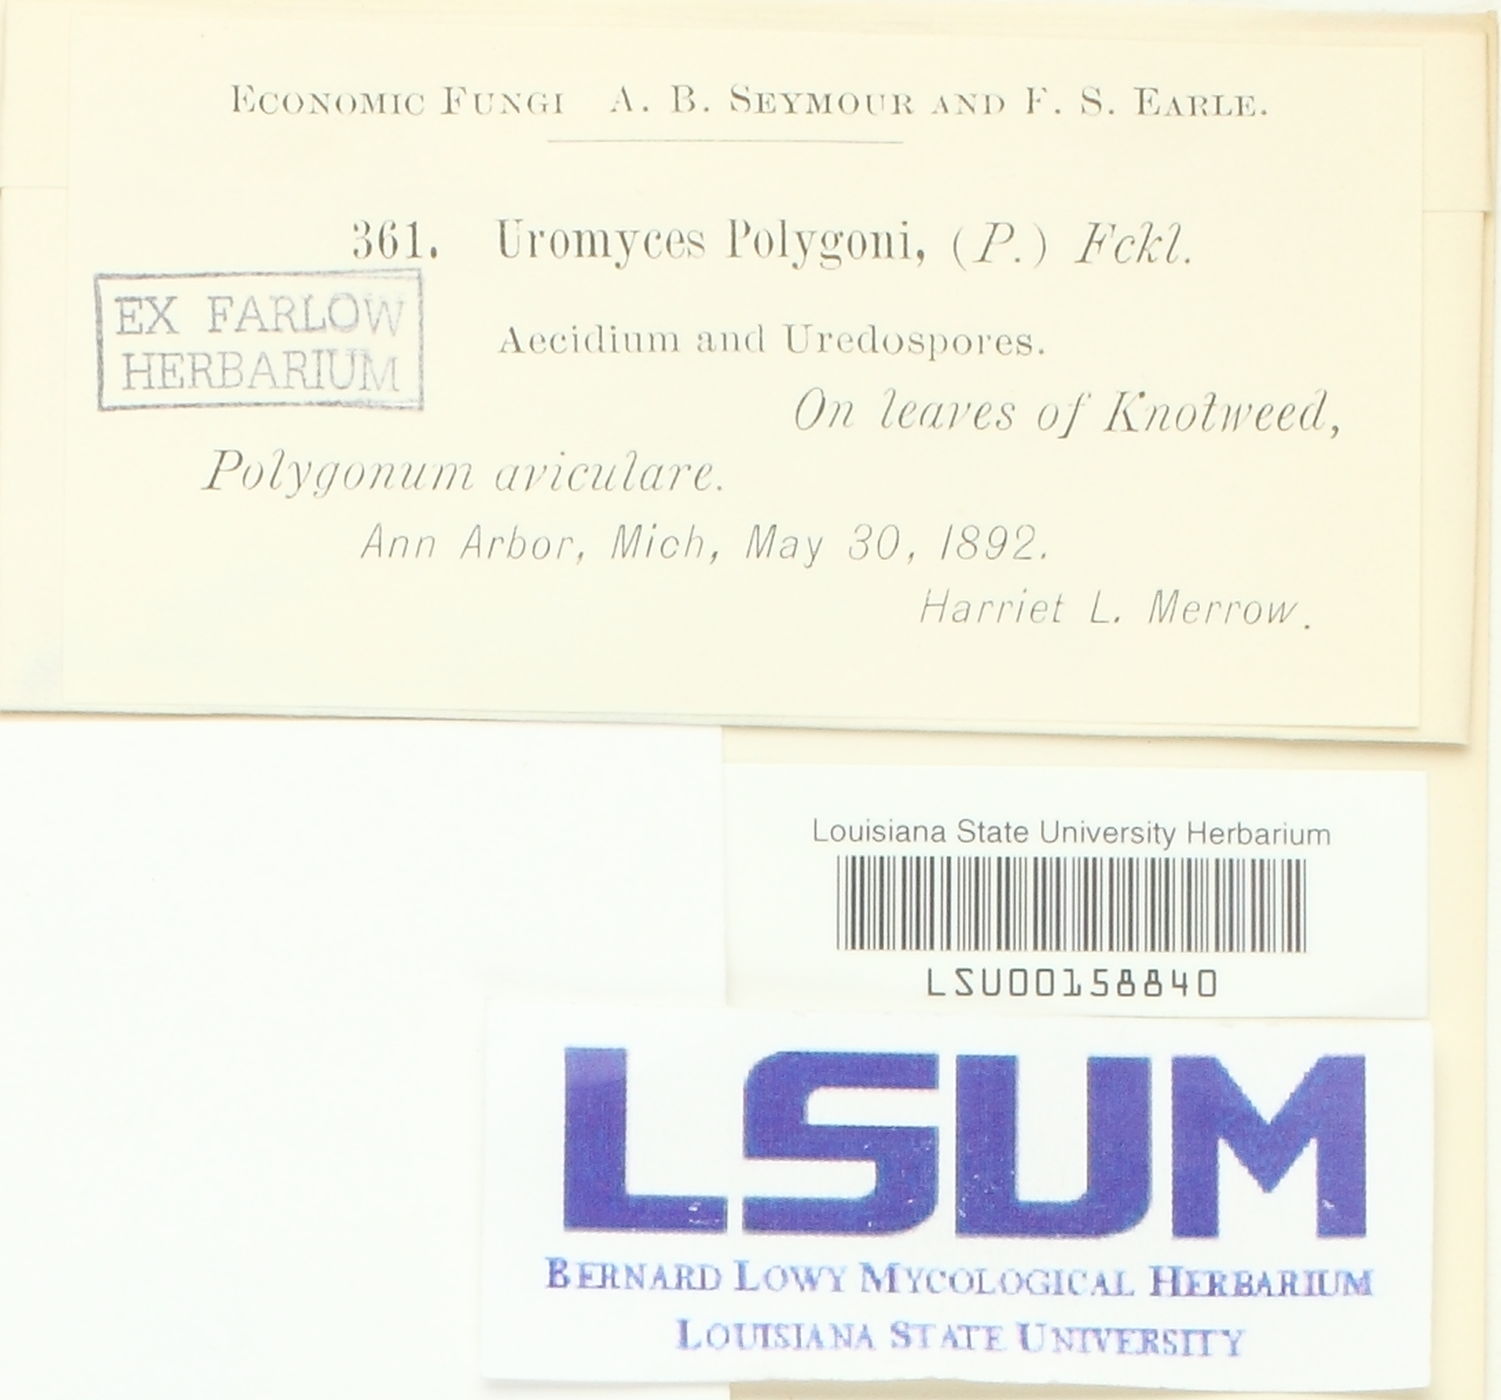 ECONOMIC FUNGI A. B. SEYMOUR AND F. S. EARLE.
361. Uromyces Polygoni, (P.) Fckl.
EX FARLOW
HERBARIUM
Aecidium and Uredospores.
On leaves of Knotweed,
Polygonum aviculare.
Ann Arbor, Mich, May 30, 1892.
Harriet L. Merrow.
Louisiana State University Herbarium
LSU00158840
LSUM
BERNARD LOWY MYCOLOGICAL HERBARIUM
LOUISIANA STATE UNIVERSITY